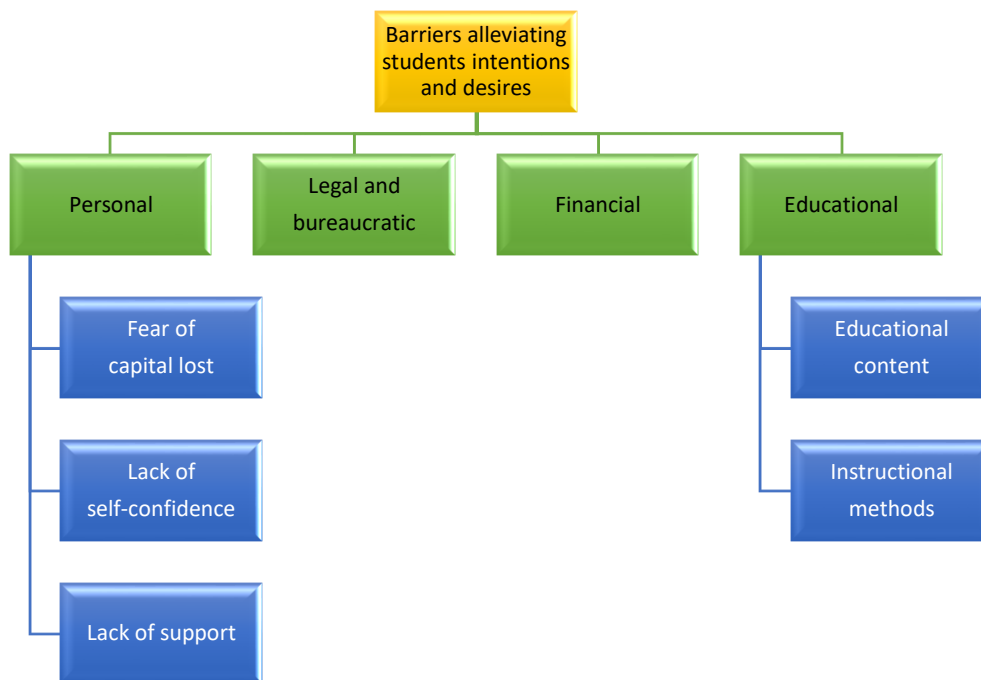 Barriers alleviating
students intentions
and desires
Personal
Legal and
bureaucratic
Financial
Educational
Fear of
capital lost
Lack of
self-confidence
Lack of support
Educational
content
Instructional
methods